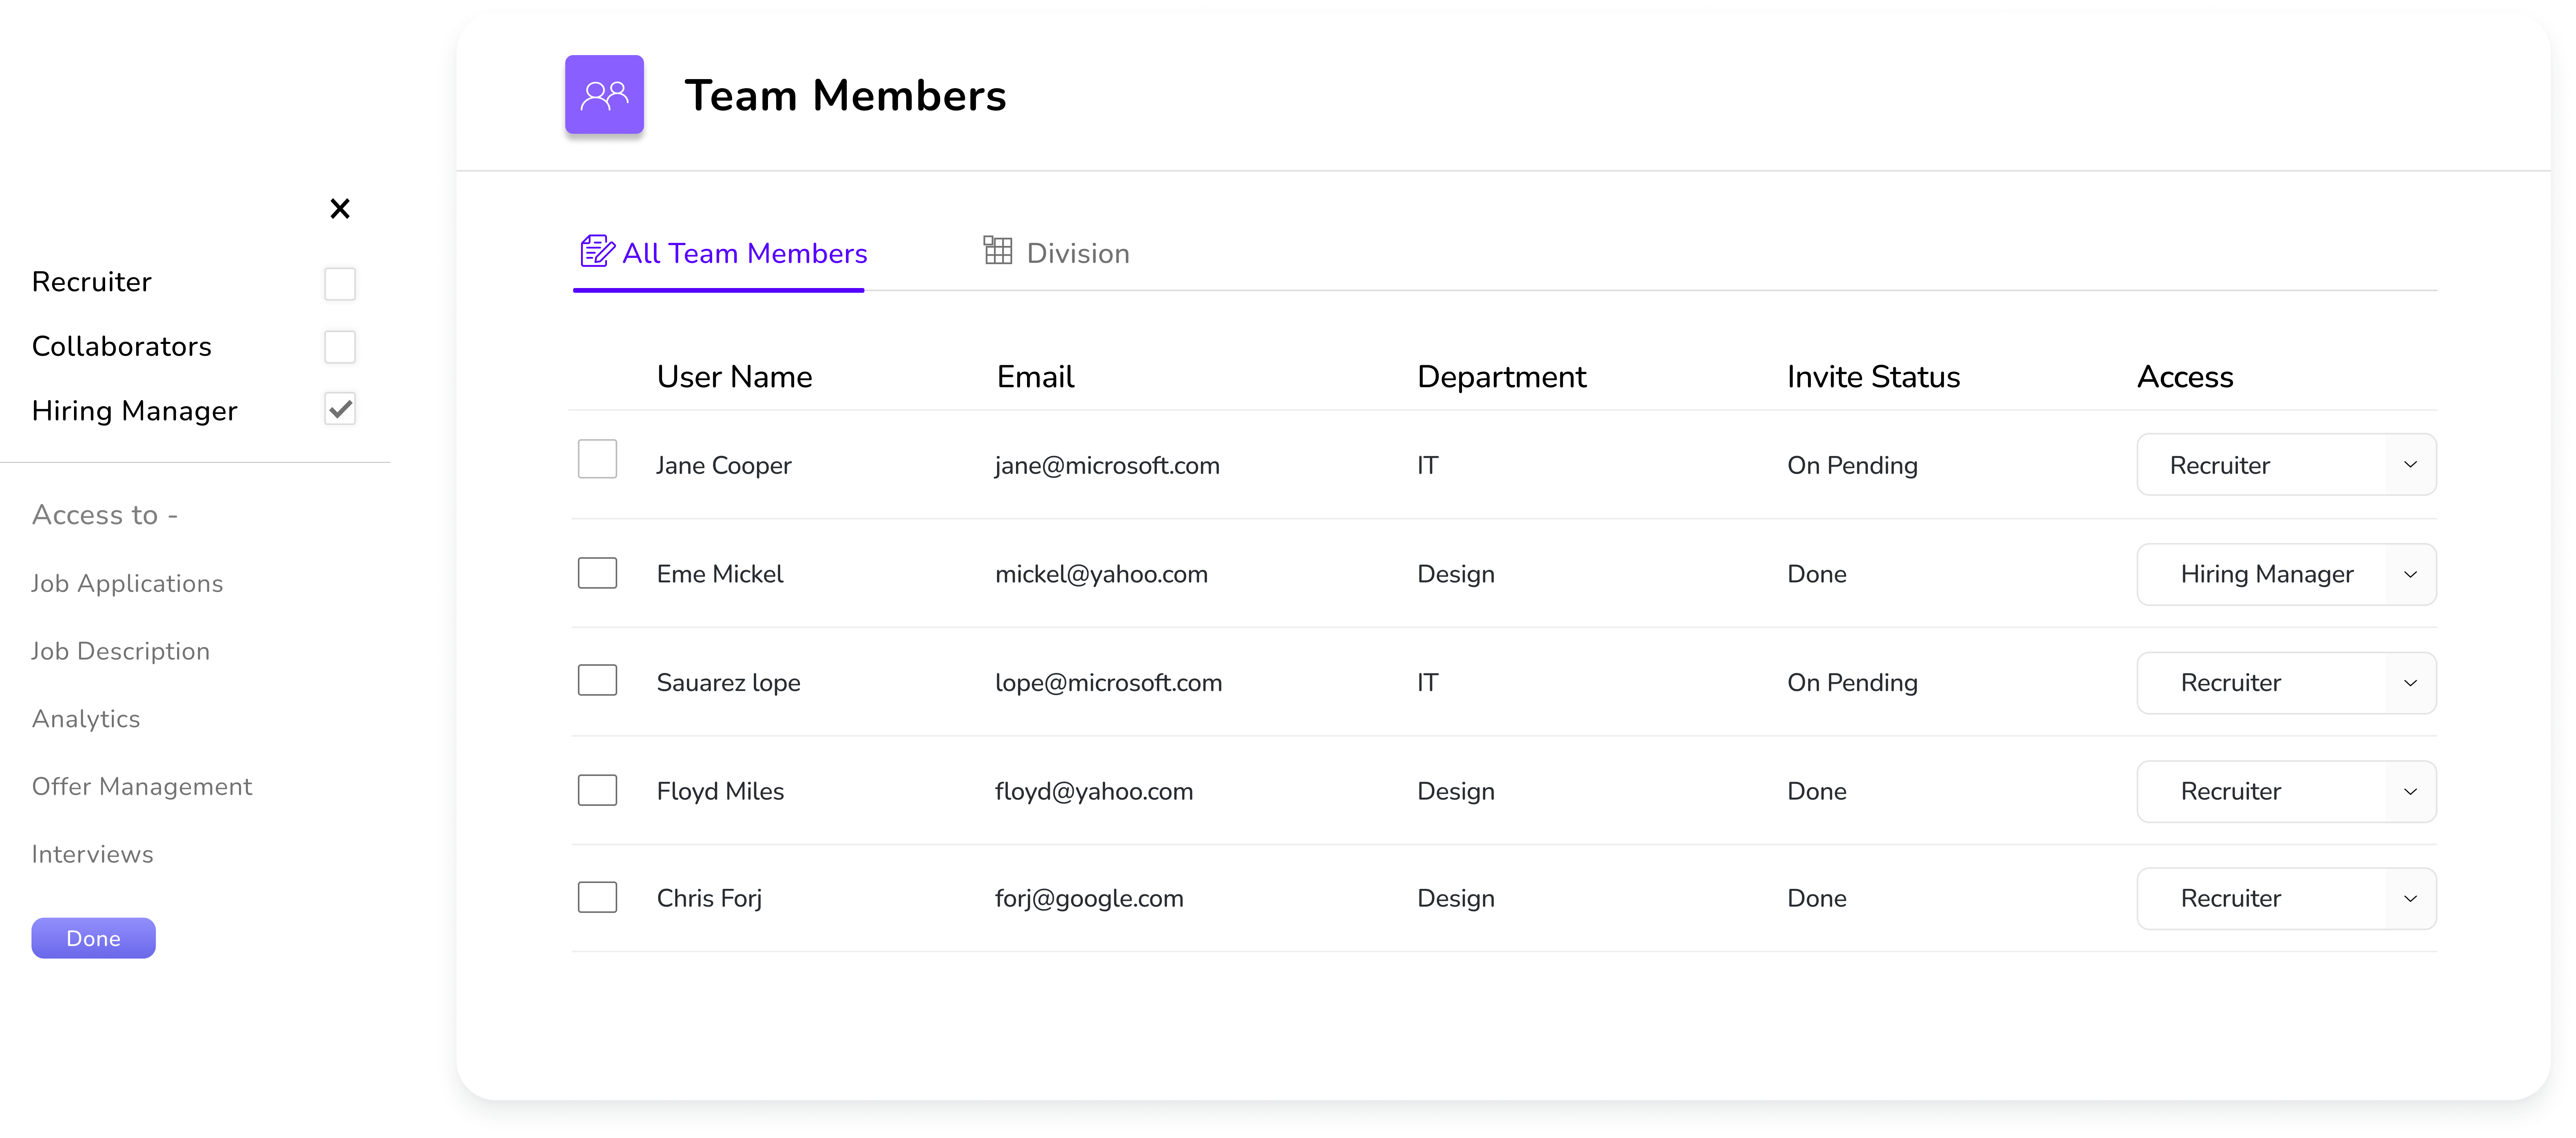 Team Members
Recruiter
Collaborators
Hiring Manager
Access to -
Job Applications
Job Description
Analytics
Offer Management
Interviews
Done
All Team Members Division
User Name Email Department Invite Status Access
Jane Cooper jane@microsoft.com IT On Pending Recruiter
Eme Mickel mickel@yahoo.com Design Done Hiring Manager
Sauarez lope lope@microsoft.com IT On Pending Recruiter
Floyd Miles floyd@yahoo.com Design Done Recruiter
Chris Forj forj@google.com Design Done Recruiter